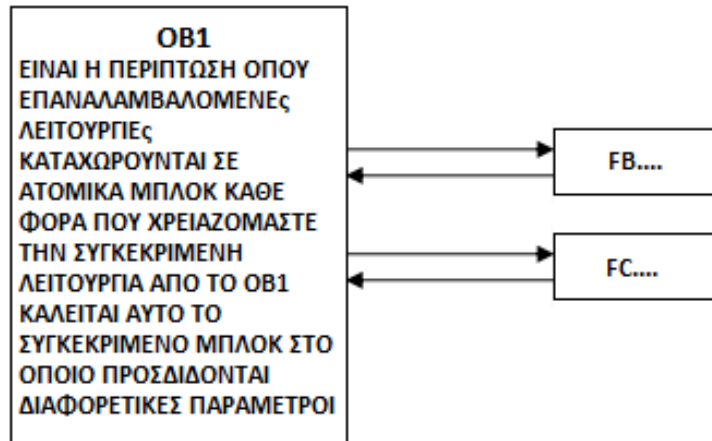 OB1
ΕΙΝΑΙ Η ΠΕΡΙΠΤΩΣΗ ΟΠΟΥ
ΕΠΑΝΑΛΑΜΒΑΛΟΜΕΝΕς
ΛΕΙΤΟΥΡΓΙΕς
ΚΑΤΑΧΩΡΟΥΝΤΑΙ ΣΕ
ΑΤΟΜΙΚΑ ΜΠΛΟΚ ΚΑΘΕ
ΦΟΡΑ ΠΟΥ ΧΡΕΙΑΖΟΜΑΣΤΕ
ΤΗΝ ΣΥΓΚΕΚΡΙΜΕΝΗ
ΛΕΙΤΟΥΡΓΙΑ ΑΠΟ ΤΟ ΟΒ1
ΚΑΛΕΙΤΑΙ ΑΥΤΟ ΤΟ
ΣΥΓΚΕΚΡΙΜΕΝΟ ΜΠΛΟΚ ΣΤΟ
ΟΠΟΙΟ ΠΡΟΣΔΙΔΟΝΤΑΙ
ΔΙΑΦΟΡΕΤΙΚΕΣ ΠΑΡΑΜΕΤΡΟΙ
FB....
FC....